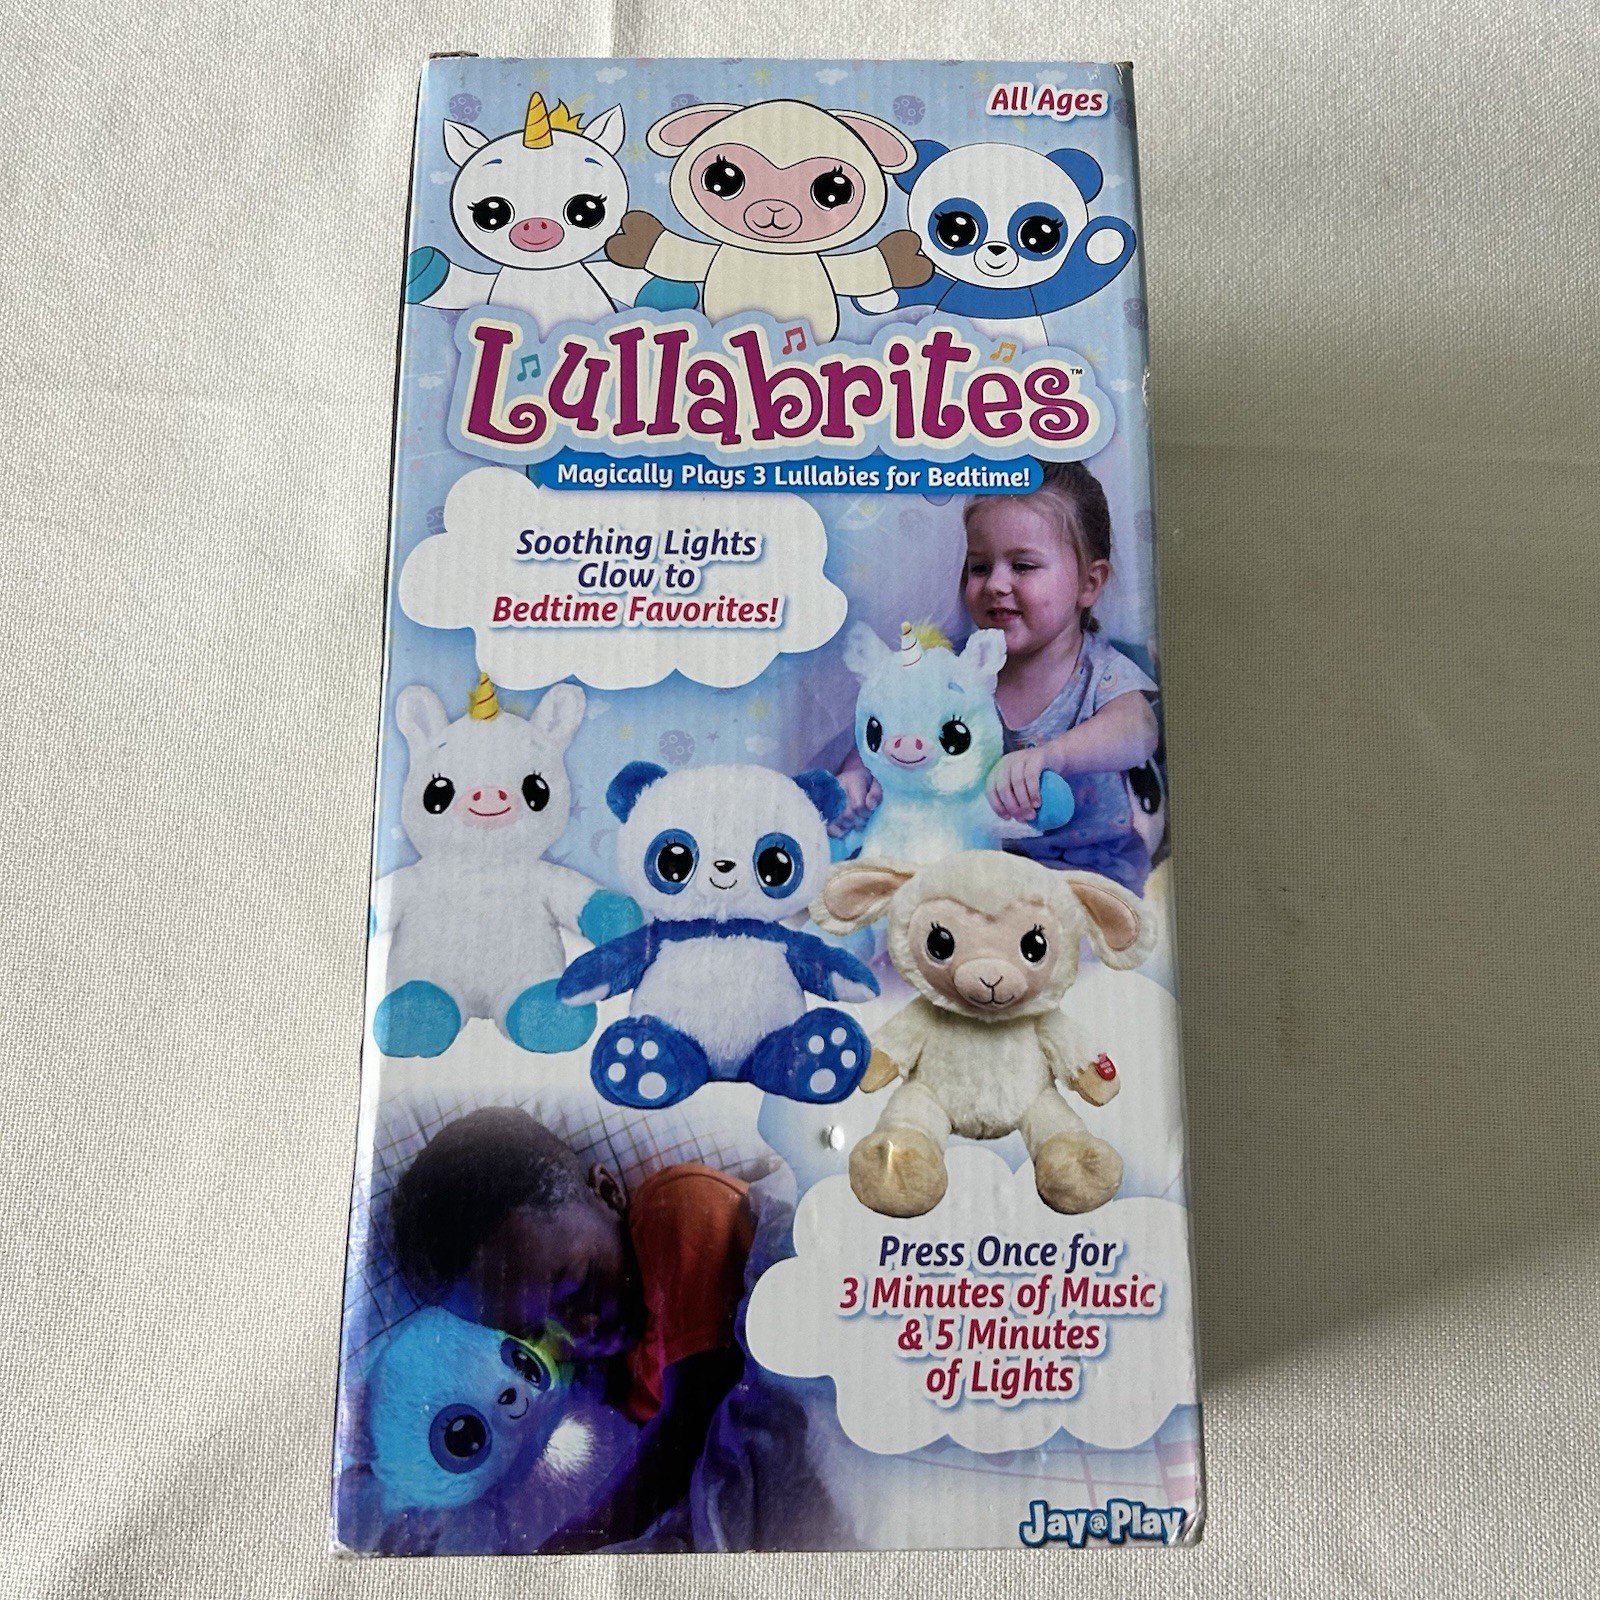 All Ages
Lullabrites™
Magically Plays 3 Lullabies for Bedtime!
Soothing Lights
Glow to
Bedtime Favorites!
Press Once for
3 Minutes of Music
& 5 Minutes
of Lights
Jay@Play